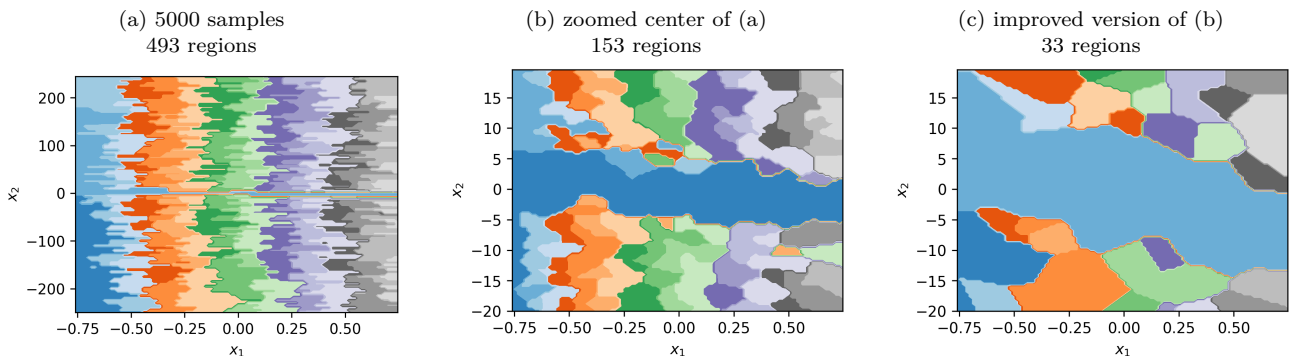 (a) 5000 samples
493 regions
200
100
0
−100
−200
x₂
−0.75 −0.50 −0.25 0.00 0.25 0.50
x₁
(b) zoomed center of (a)
153 regions
15
10
5
0
−5
−10
−15
−20
x₂
−0.75 −0.50 −0.25 0.00 0.25 0.50
x₁
(c) improved version of (b)
33 regions
15
10
5
0
−5
−10
−15
−20
x₂
−0.75 −0.50 −0.25 0.00 0.25 0.50
x₁